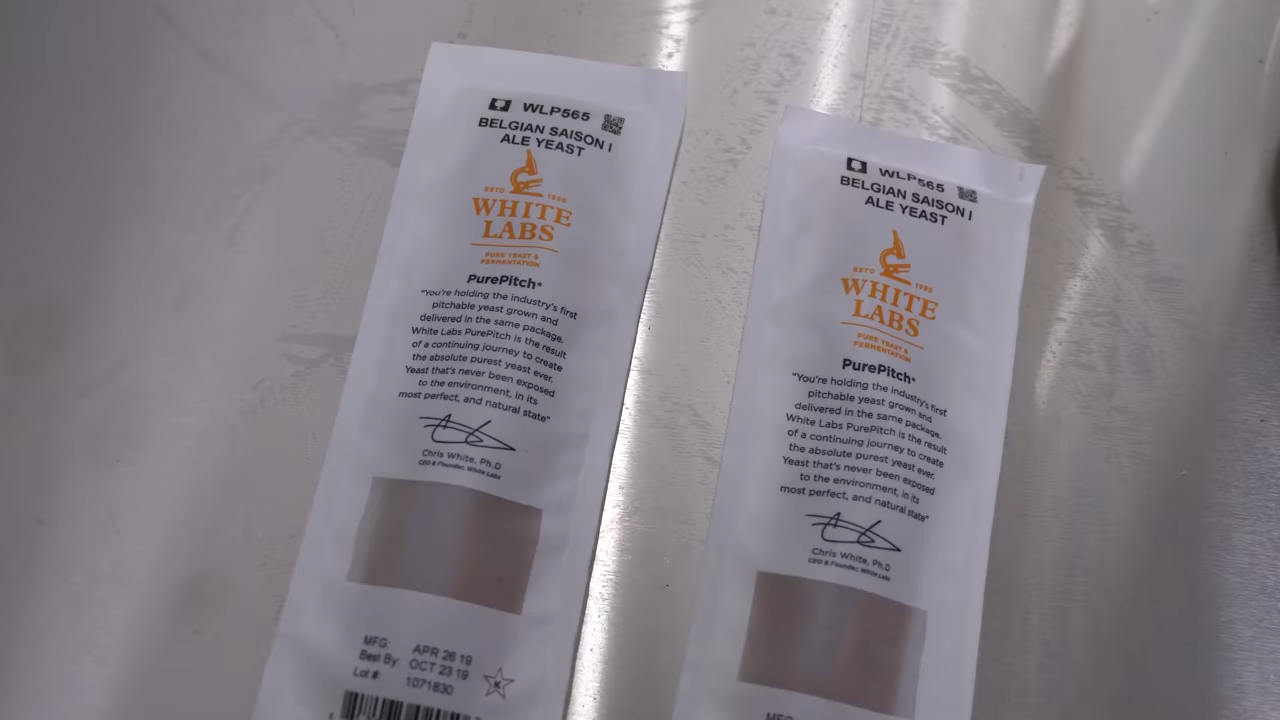 WLP565
BELGIAN SAISON I
ALE YEAST
ESTD 1995
WHITE
LABS
PURE YEAST &
FERMENTATION
PurePitch
"You're holding the industry's first
pitchable yeast grown and
delivered in the same package.
White Labs PurePitch is the result
of a continuing journey to create
the absolute purest yeast ever.
Yeast that's never been exposed
to the environment, in its
most perfect, and natural state"
Chris White, Ph.D
CEO & Founder, White Labs
MFG: APR 26 19
Best By: OCT 23 19
Lot #: 1071830
K
WLP565
BELGIAN SAISON I
ALE YEAST
ESTD 1995
WHITE
LABS
PURE YEAST &
FERMENTATION
PurePitch
"You're holding the industry's first
pitchable yeast grown and
delivered in the same package.
White Labs PurePitch is the result
of a continuing journey to create
the absolute purest yeast ever.
Yeast that's never been exposed
to the environment, in its
most perfect, and natural state"
Chris White, Ph.D
CEO & Founder, White Labs
MFG: